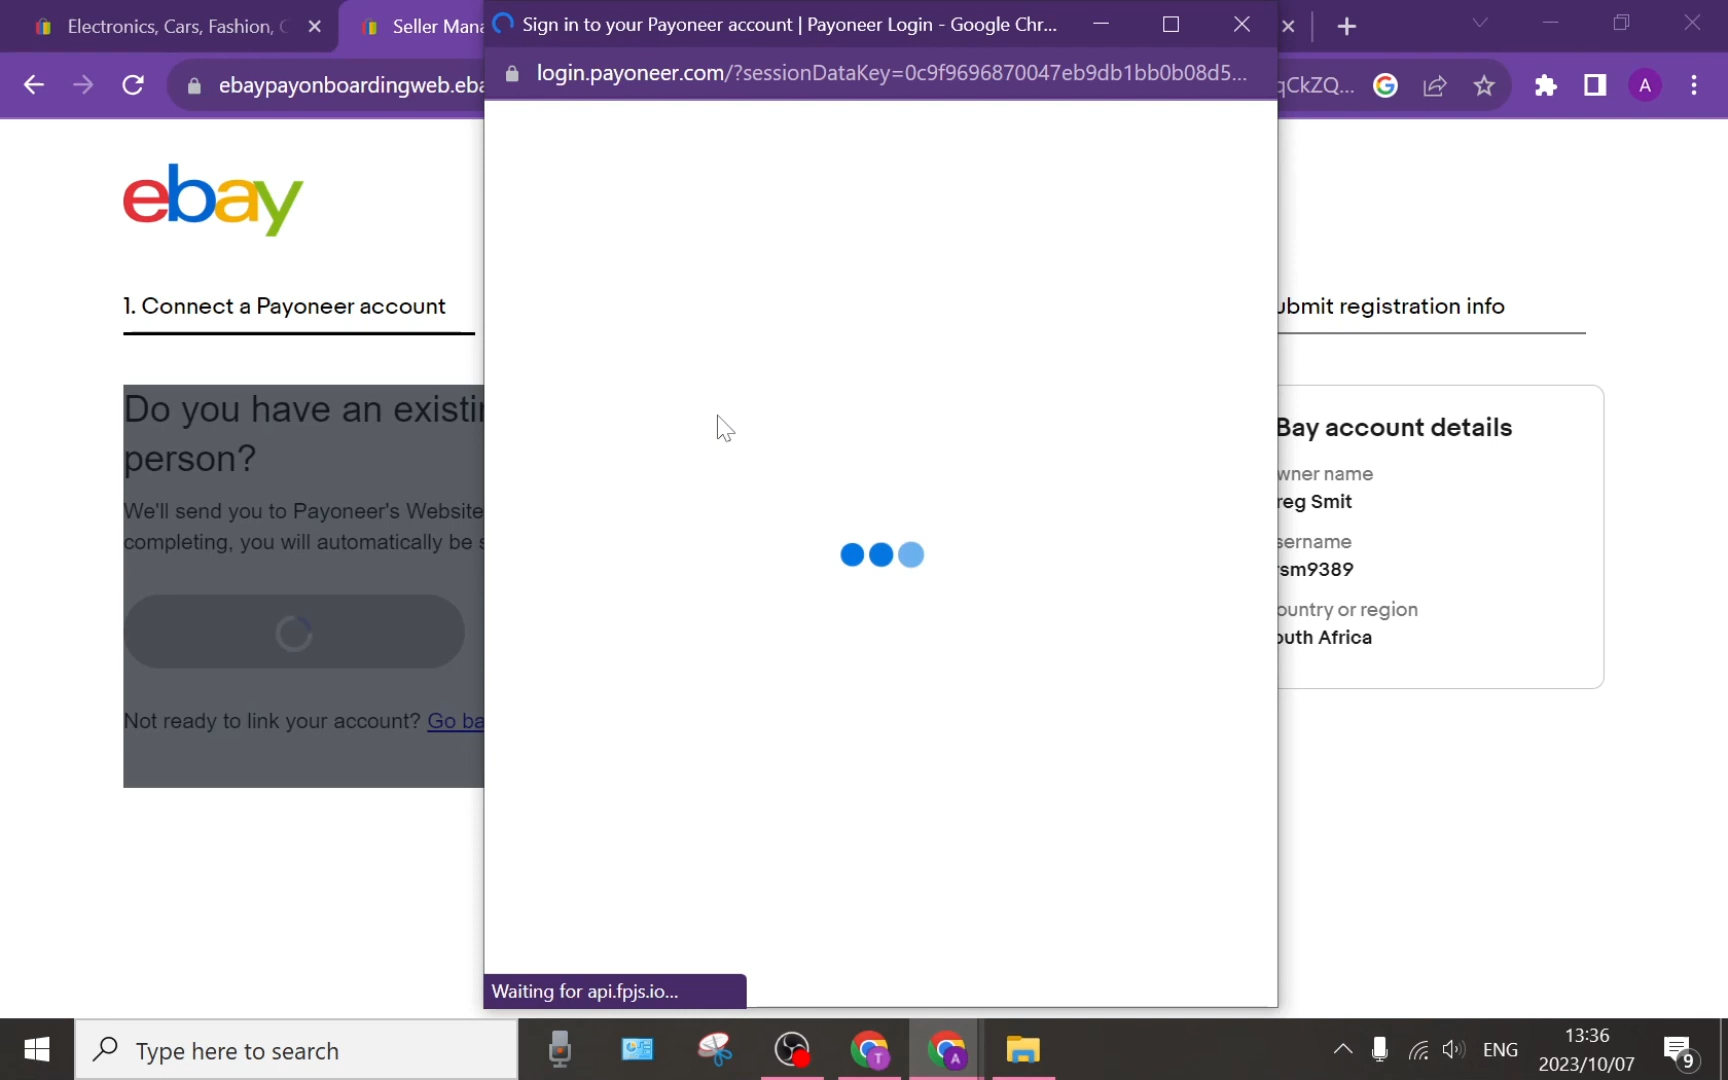 Electronics, Cars, Fashion, C
Seller Mana
Sign in to your Payoneer account | Payoneer Login - Google Chr...
ebaypayonboardingweb.eba
login.payoneer.com/?sessionDataKey=0c9f9696870047eb9db1bb0b08d5...
qCkZQ...
A
ebay
1. Connect a Payoneer account
ubmit registration info
Do you have an existin
person?
We'll send you to Payoneer's Website
completing, you will automatically be s
Not ready to link your account? Go ba
Bay account details
wner name
reg Smit
sername
rsm9389
ountry or region
outh Africa
Waiting for api.fpjs.io...
Type here to search
T
A
ENG
13:36
2023/10/07
9